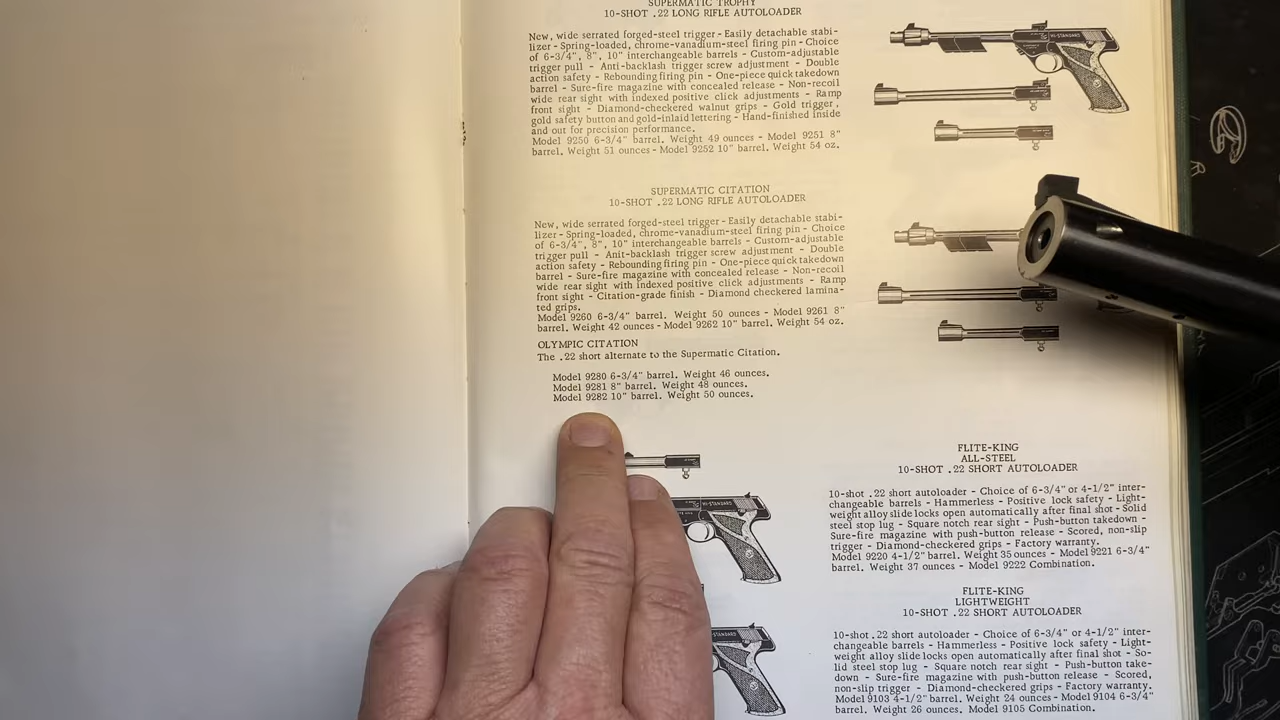 SUPERMATIC TROPHY
10-SHOT .22 LONG RIFLE AUTOLOADER
New, wide serrated forged-steel trigger - Easily detachable stabi-
lizer - Spring-loaded, chrome-vanadium-steel firing pin - Choice
of 6-3/4", 8", 10" interchangeable barrels - Custom-adjustable
trigger pull - Anti-backlash trigger screw adjustment - Double
action safety - Rebounding firing pin - One-piece quick takedown
barrel - Sure-fire magazine with concealed release - Non-recoil
wide rear sight with indexed positive click adjustments - Ramp
front sight - Diamond-checkered walnut grips - Gold trigger,
gold safety button and gold-inlaid lettering - Hand-finished inside
and out for precision performance.
Model 9250 6-3/4" barrel. Weight 49 ounces - Model 9251 8"
barrel. Weight 51 ounces - Model 9252 10" barrel. Weight 54 oz.
SUPERMATIC CITATION
10-SHOT .22 LONG RIFLE AUTOLOADER
New, wide serrated forged-steel trigger - Easily detachable stabi-
lizer - Spring-loaded, chrome-vanadium-steel firing pin - Choice
of 6-3/4", 8", 10" interchangeable barrels - Custom-adjustable
trigger pull - Anit-backlash trigger screw adjustment - Double
action safety - Rebounding firing pin - One-piece quick takedown
barrel - Sure-fire magazine with concealed release - Non-recoil
wide rear sight with indexed positive click adjustments - Ramp
front sight - Citation-grade finish - Diamond checkered lamina-
ted grips.
Model 9260 6-3/4" barrel. Weight 50 ounces - Model 9261 8"
barrel. Weight 42 ounces - Model 9262 10" barrel. Weight 54 oz.
OLYMPIC CITATION
The .22 short alternate to the Supermatic Citation.
Model 9280 6-3/4" barrel. Weight 46 ounces.
Model 9281 8" barrel. Weight 48 ounces.
Model 9282 10" barrel. Weight 50 ounces.
FLITE-KING
ALL-STEEL
10-SHOT .22 SHORT AUTOLOADER
10-shot .22 short autoloader - Choice of 6-3/4" or 4-1/2" inter-
changeable barrels - Hammerless - Positive lock safety - Light-
weight alloy slide locks open automatically after final shot - Solid
steel stop lug - Square notch rear sight - Push-button takedown -
Sure-fire magazine with push-button release - Scored, non-slip
trigger - Diamond-checkered grips - Factory warranty.
Model 9220 4-1/2" barrel. Weight 35 ounces - Model 9221 6-3/4"
barrel. Weight 37 ounces - Model 9222 Combination.
FLITE-KING
LIGHTWEIGHT
10-SHOT .22 SHORT AUTOLOADER
10-shot .22 short autoloader - Choice of 6-3/4" or 4-1/2" inter-
changeable barrels - Hammerless - Positive lock safety - Light-
weight alloy slide locks open automatically after final shot - So-
lid steel stop lug - Square notch rear sight - Push-button take-
down - Sure-fire magazine with push-button release - Scored,
non-slip trigger - Diamond-checkered grips - Factory warranty.
Model 9103 4-1/2" barrel. Weight 24 ounces - Model 9104 6-3/4"
barrel. Weight 26 ounces. Model 9105 Combination.